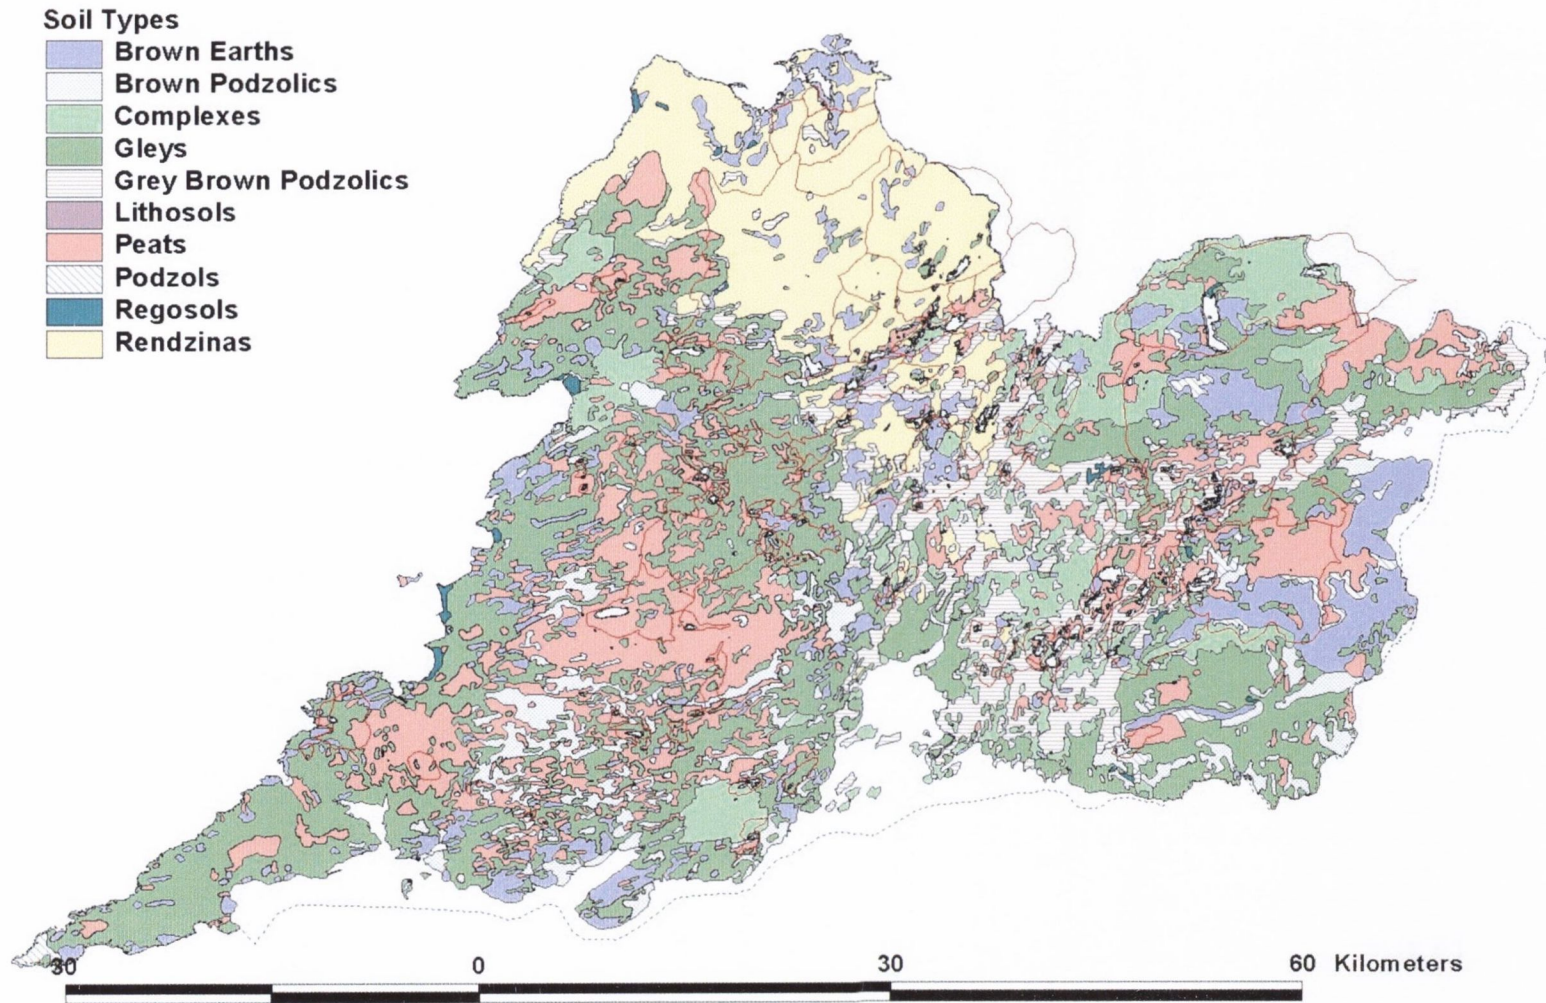 Soil Types
Brown Earths
Brown Podzolics
Complexes
Gleys
Grey Brown Podzolics
Lithosols
Peats
Podzols
Regosols
Rendzinas
30 0 30 60 Kilometers